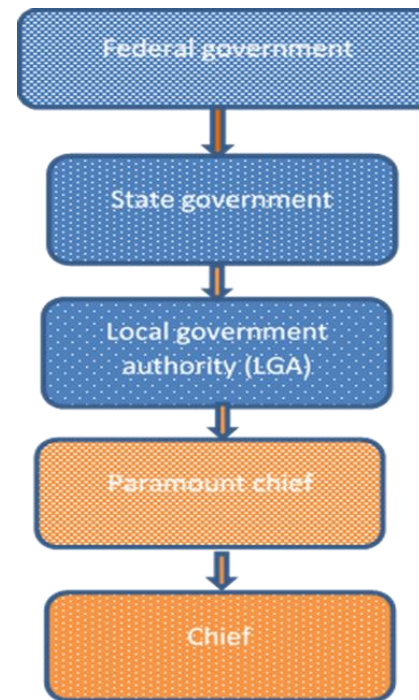 Federal government
State government
Local government
authority (LGA)
Paramount chief
Chief